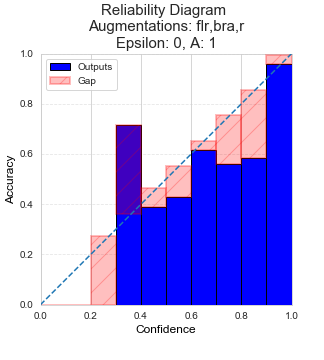 Reliability Diagram
Augmentations: flr,bra,r
Epsilon: 0, A: 1
Outputs
Gap
Accuracy
1.0
0.8
0.6
0.4
0.2
0.0
0.0 0.2 0.4 0.6 0.8 1.0
Confidence